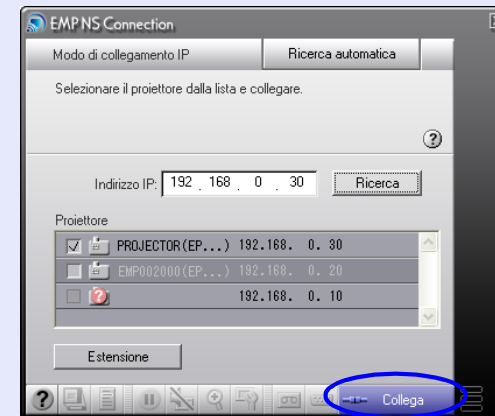 EMP NS Connection
Modo di collegamento IP
Ricerca automatica
Selezionare il proiettore dalla lista e collegare.
?
Indirizzo IP: 192 . 168 . 0 . 30 Ricerca
Proiettore
PROJECTOR(EP...) 192.168. 0. 30
EMP002000(EP...) 192.168. 0. 20
? 192.168. 0. 10
Estensione
? Collega